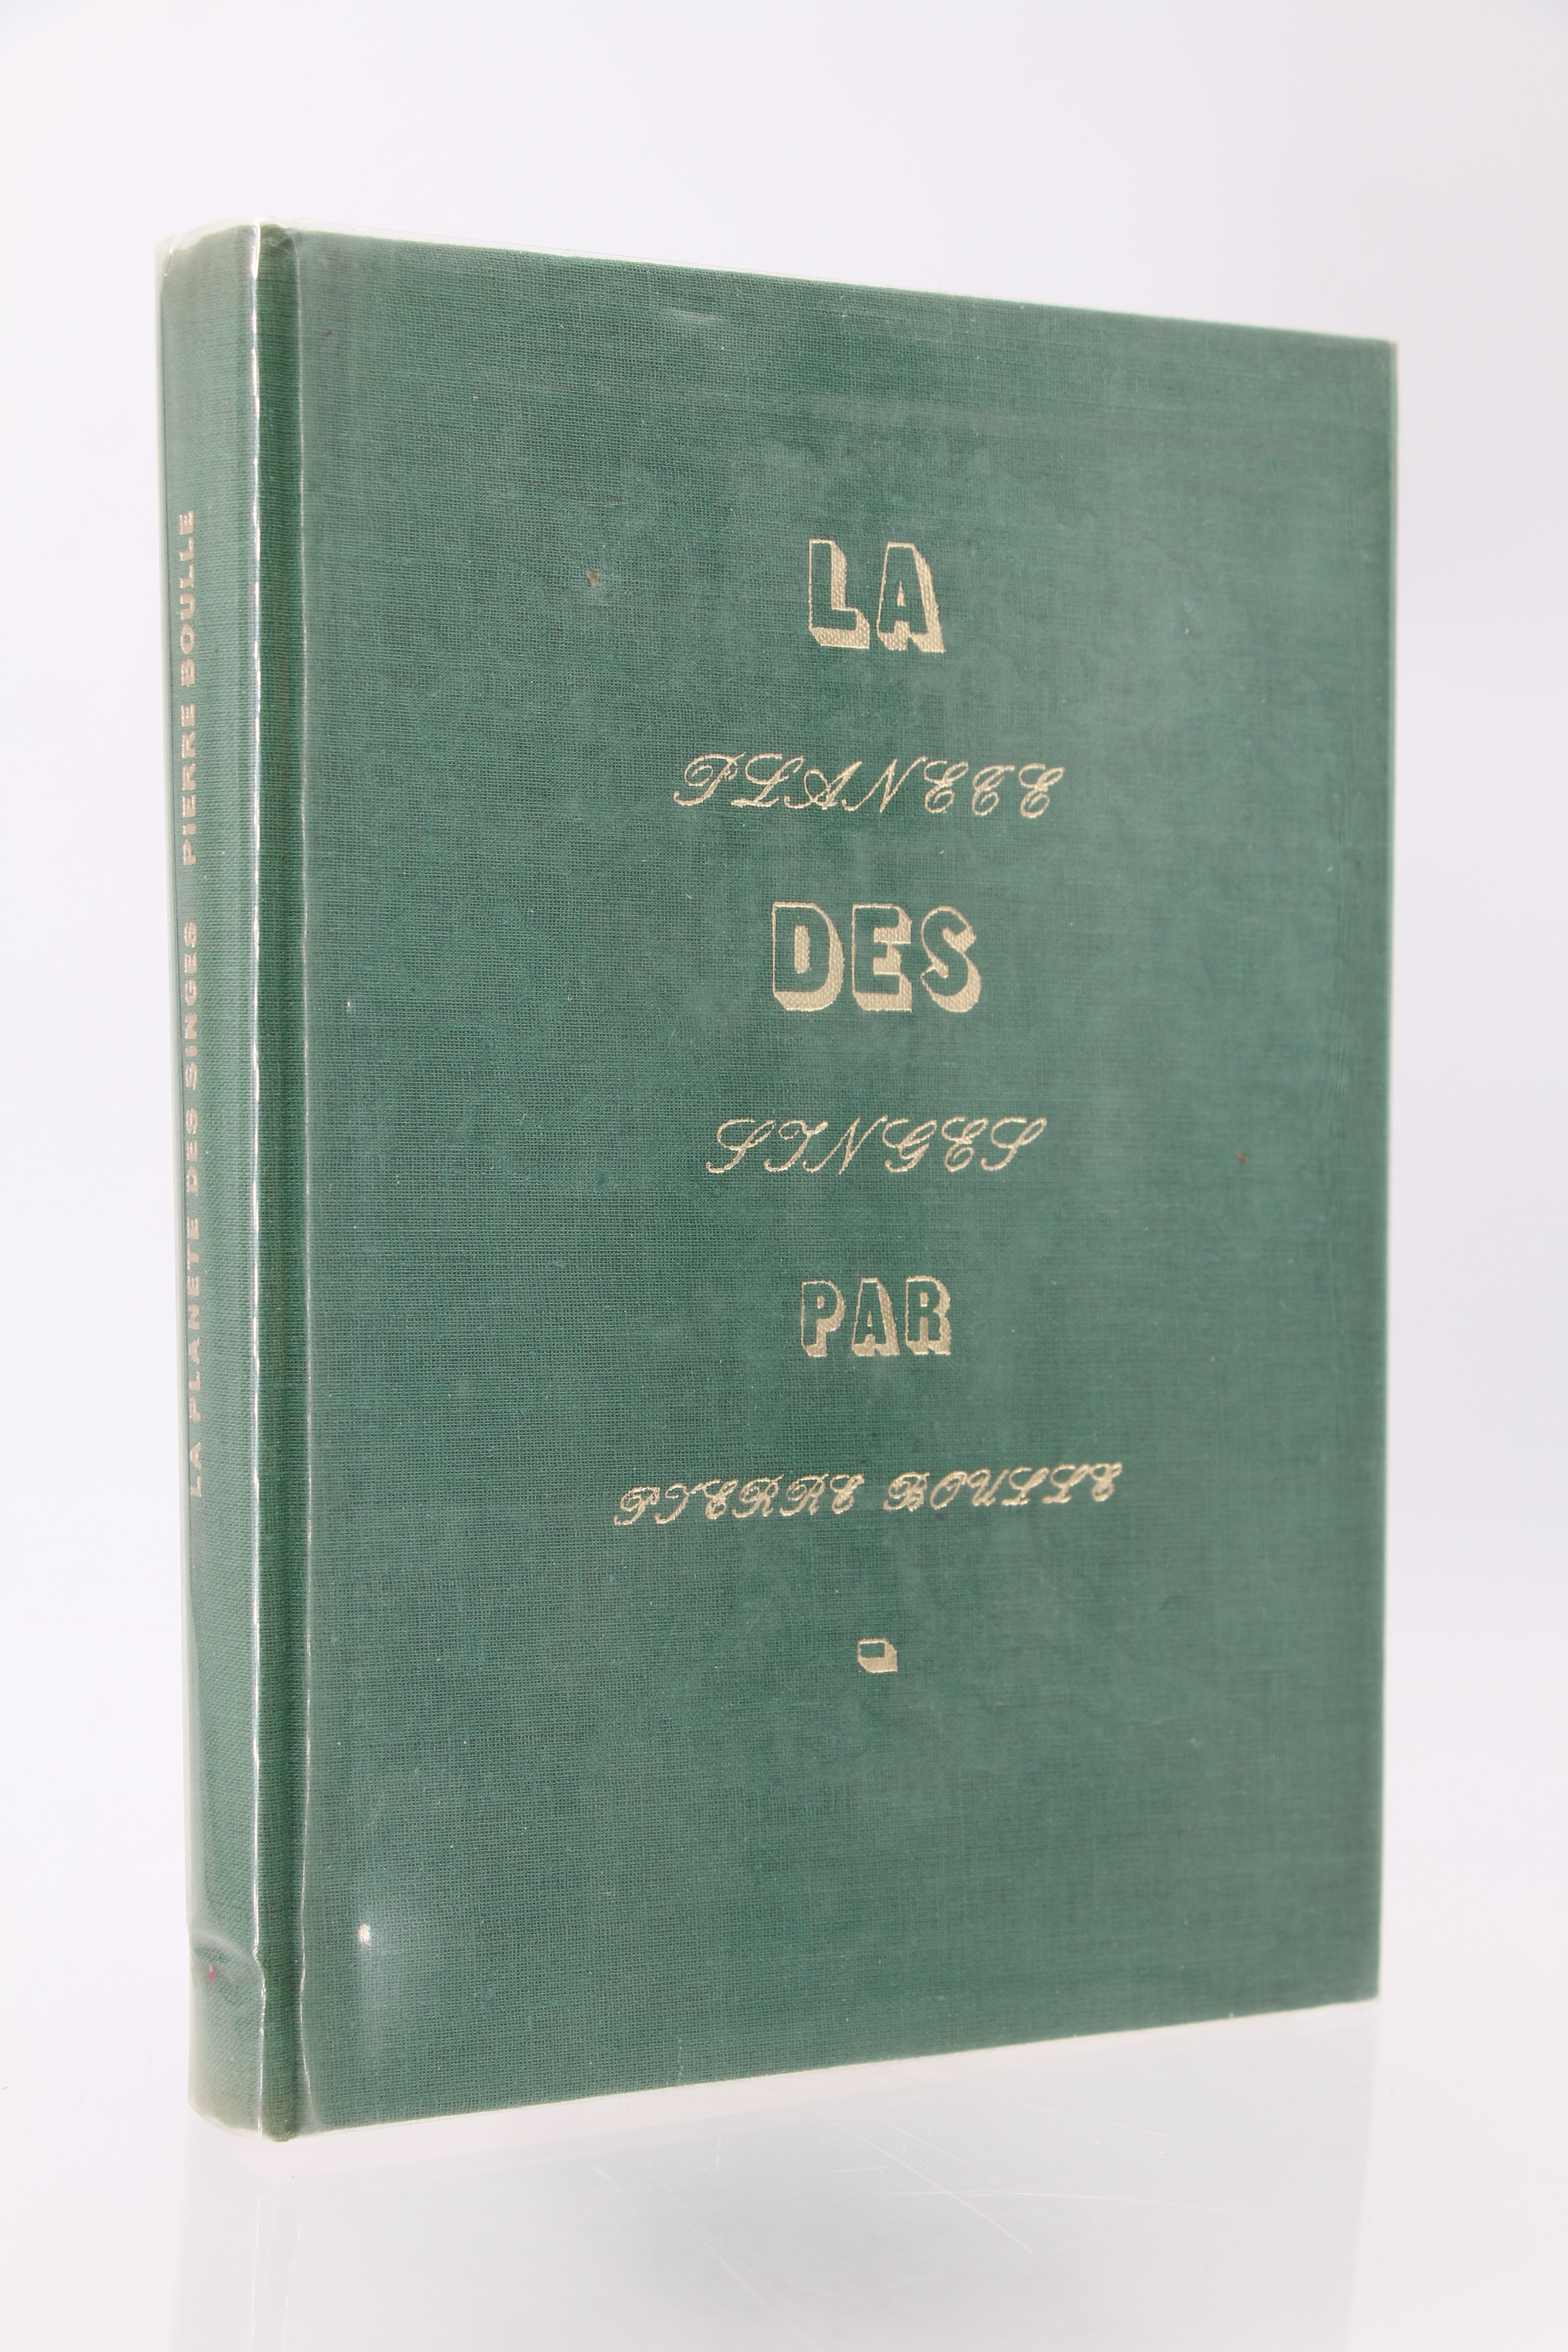 LA
PLANETE
DES
SINGES
PAR
PIERRE BOULLE
LA PLANETE DES SINGES PIERRE BOULLE